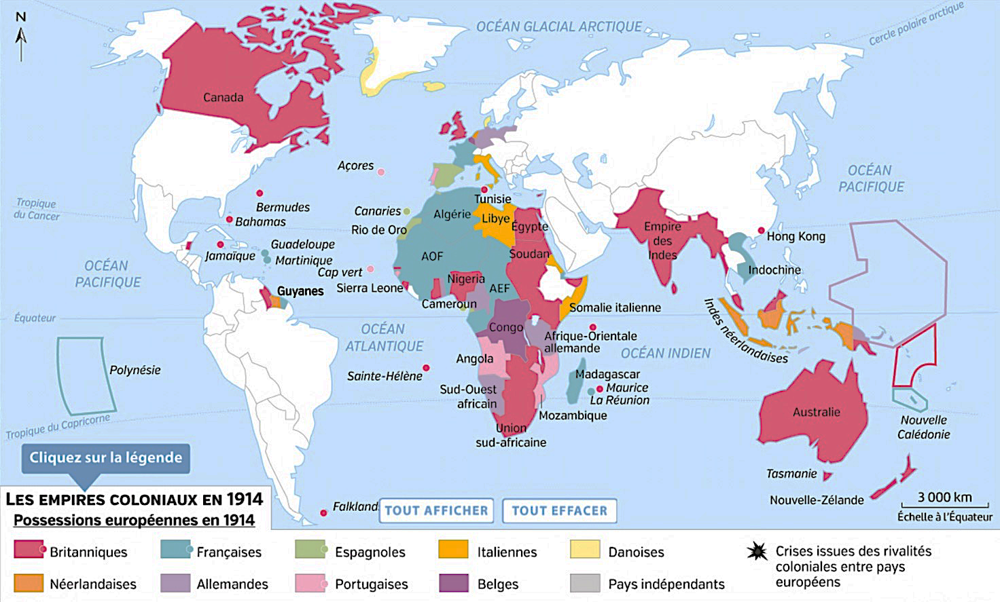 N
OCÉAN GLACIAL ARCTIQUE
Cercle polaire arctique
Canada
Açores
OCÉAN
PACIFIQUE
Tropique
du Cancer
Bermudes
Bahamas
Canaries
Rio de Oro
Tunisie
Algérie
Libye
Égypte
Empire
des
Indes
Hong Kong
Guadeloupe
Martinique
Jamaïque
Cap vert
AOF
Soudan
Indochine
OCÉAN
PACIFIQUE
Guyanes
Sierra Leone
Nigeria
AEF
Cameroun
Somalie italienne
Indes néerlandaises
Équateur
OCÉAN
ATLANTIQUE
Congo
Afrique-Orientale
allemande
OCÉAN INDIEN
Angola
Polynésie
Sainte-Hélène
Madagascar
Maurice
La Réunion
Sud-Ouest
africain
Mozambique
Australie
Nouvelle
Calédonie
Tropique du Capricorne
Union
sud-africaine
Cliquez sur la légende
Tasmanie
Nouvelle-Zélande
3 000 km
Échelle à l'Équateur
LES EMPIRES COLONIAUX EN 1914
Possessions européennes en 1914
Falkland
TOUT AFFICHER
TOUT EFFACER
Britanniques
Françaises
Espagnoles
Italiennes
Danoises
Néerlandaises
Allemandes
Portugaises
Belges
Pays indépendants
Crises issues des rivalités
coloniales entre pays
européens